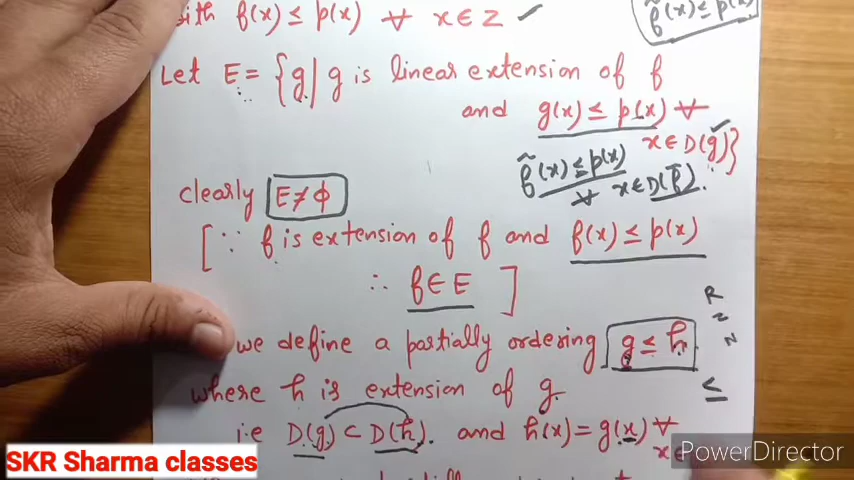 with f(x) ≤ p(x) ∀ x ∈ Z ✓
f̃(x) ≤ p(x)
Let E = {g | g is linear extension of f
and g(x) ≤ p(x) ∀
x ∈ D(g)}
f̃(x) ≤ p(x)
∀ x ∈ D(f̃).
clearly E ≠ ϕ
[∵ f is extension of f and f(x) ≤ p(x)
∴ f ∈ E ]
R
we define a partially ordering g ≤ h
where h is extension of g.
≤
i.e D(g) ⊂ D(h). and h(x) = g(x) ∀
x ∈
SKR Sharma classes
PowerDirector